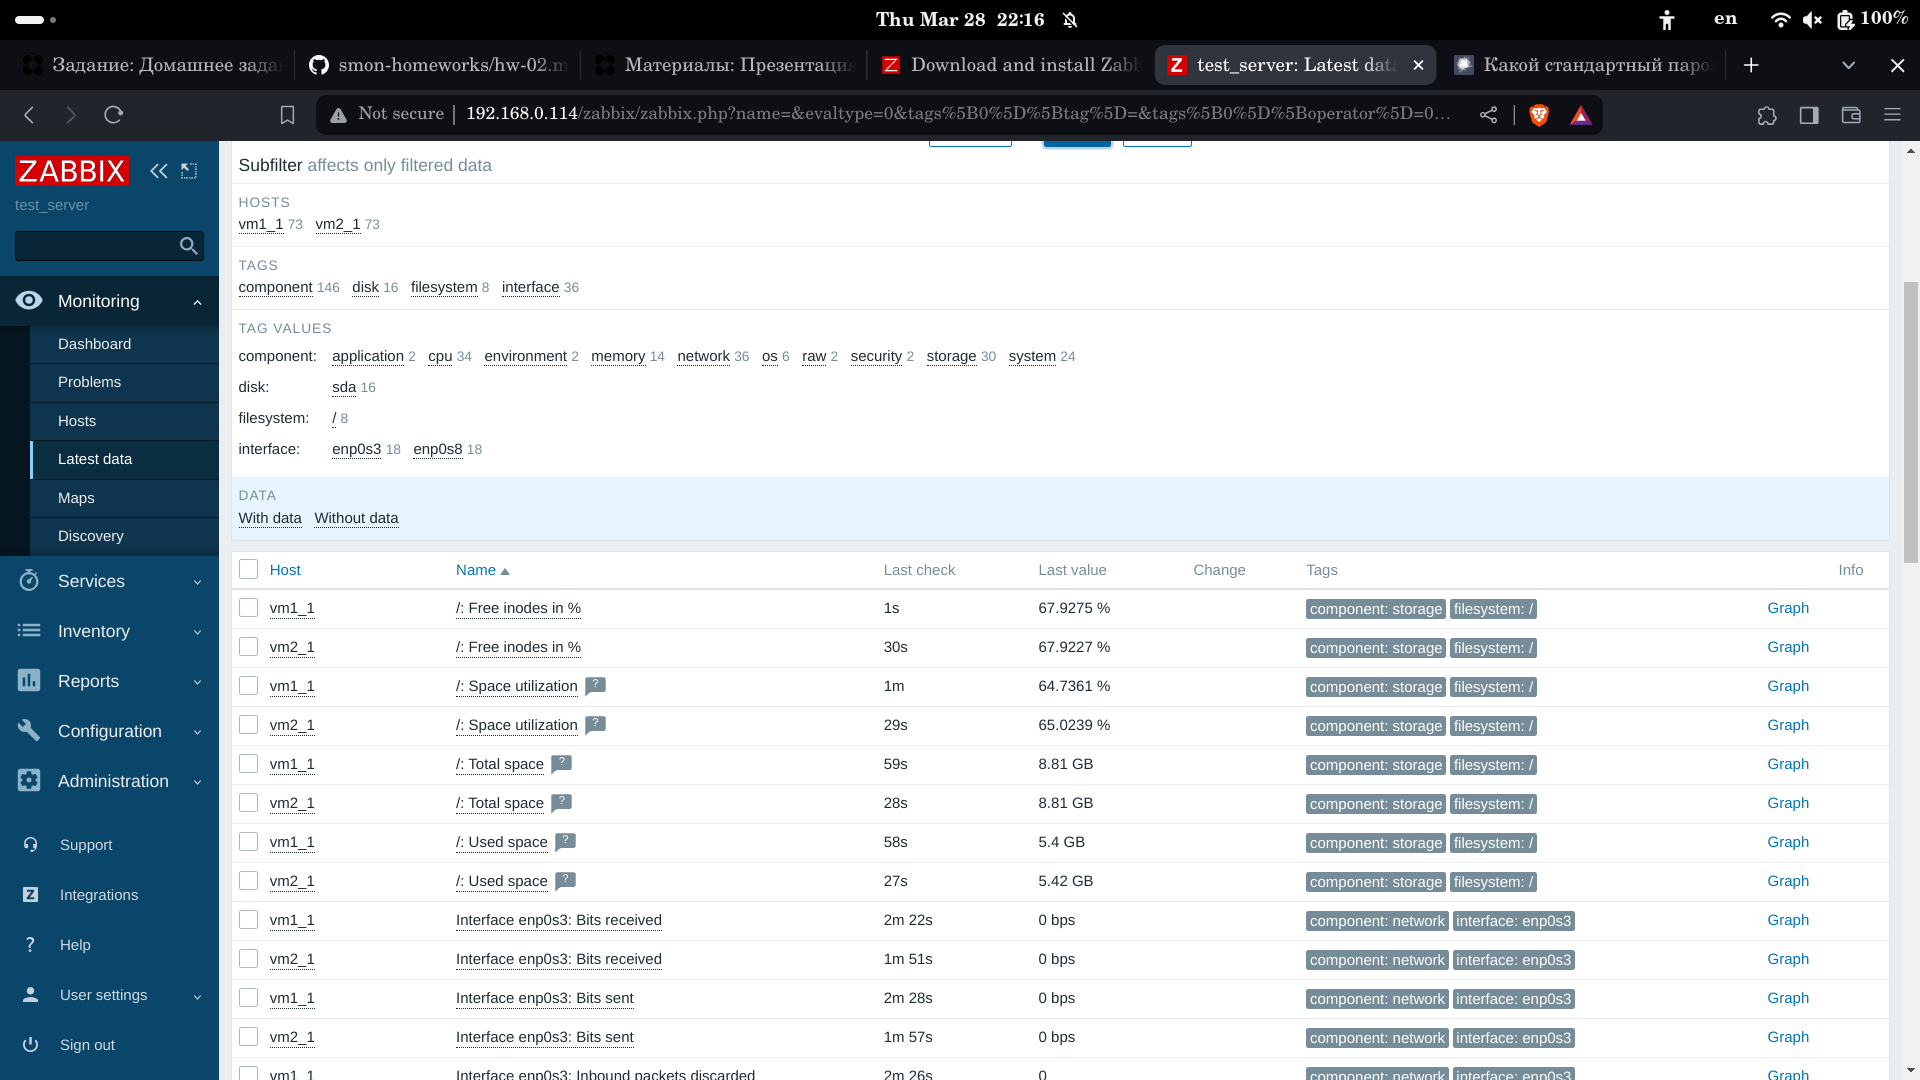 Thu Mar 28 22:16
en
100%
Задание: Домашнее зада
smon-homeworks/hw-02.m
Материалы: Презентация
Download and install Zabb
test_server: Latest data
Какой стандартный паро
Not secure 192.168.0.114/zabbix/zabbix.php?name=&evaltype=0&tags%5B0%5D%5Btag%5D=&tags%5B0%5D%5Boperator%5D=0...
ZABBIX
test_server
Monitoring
Dashboard
Problems
Hosts
Latest data
Maps
Discovery
Services
Inventory
Reports
Configuration
Administration
Support
Integrations
Help
User settings
Sign out
Subfilter affects only filtered data
HOSTS
vm1_1 73 vm2_1 73
TAGS
component 146 disk 16 filesystem 8 interface 36
TAG VALUES
component: application 2 cpu 34 environment 2 memory 14 network 36 os 6 raw 2 security 2 storage 30 system 24
disk: sda 16
filesystem: / 8
interface: enp0s3 18 enp0s8 18
DATA
With data Without data
Host Name Last check Last value Change Tags Info
vm1_1 /: Free inodes in % 1s 67.9275 % component: storage filesystem: / Graph
vm2_1 /: Free inodes in % 30s 67.9227 % component: storage filesystem: / Graph
vm1_1 /: Space utilization ? 1m 64.7361 % component: storage filesystem: / Graph
vm2_1 /: Space utilization ? 29s 65.0239 % component: storage filesystem: / Graph
vm1_1 /: Total space ? 59s 8.81 GB component: storage filesystem: / Graph
vm2_1 /: Total space ? 28s 8.81 GB component: storage filesystem: / Graph
vm1_1 /: Used space ? 58s 5.4 GB component: storage filesystem: / Graph
vm2_1 /: Used space ? 27s 5.42 GB component: storage filesystem: / Graph
vm1_1 Interface enp0s3: Bits received 2m 22s 0 bps component: network interface: enp0s3 Graph
vm2_1 Interface enp0s3: Bits received 1m 51s 0 bps component: network interface: enp0s3 Graph
vm1_1 Interface enp0s3: Bits sent 2m 28s 0 bps component: network interface: enp0s3 Graph
vm2_1 Interface enp0s3: Bits sent 1m 57s 0 bps component: network interface: enp0s3 Graph
vm1_1 Interface enp0s3: Inbound packets discarded 2m 26s 0 component: network interface: enp0s3 Graph